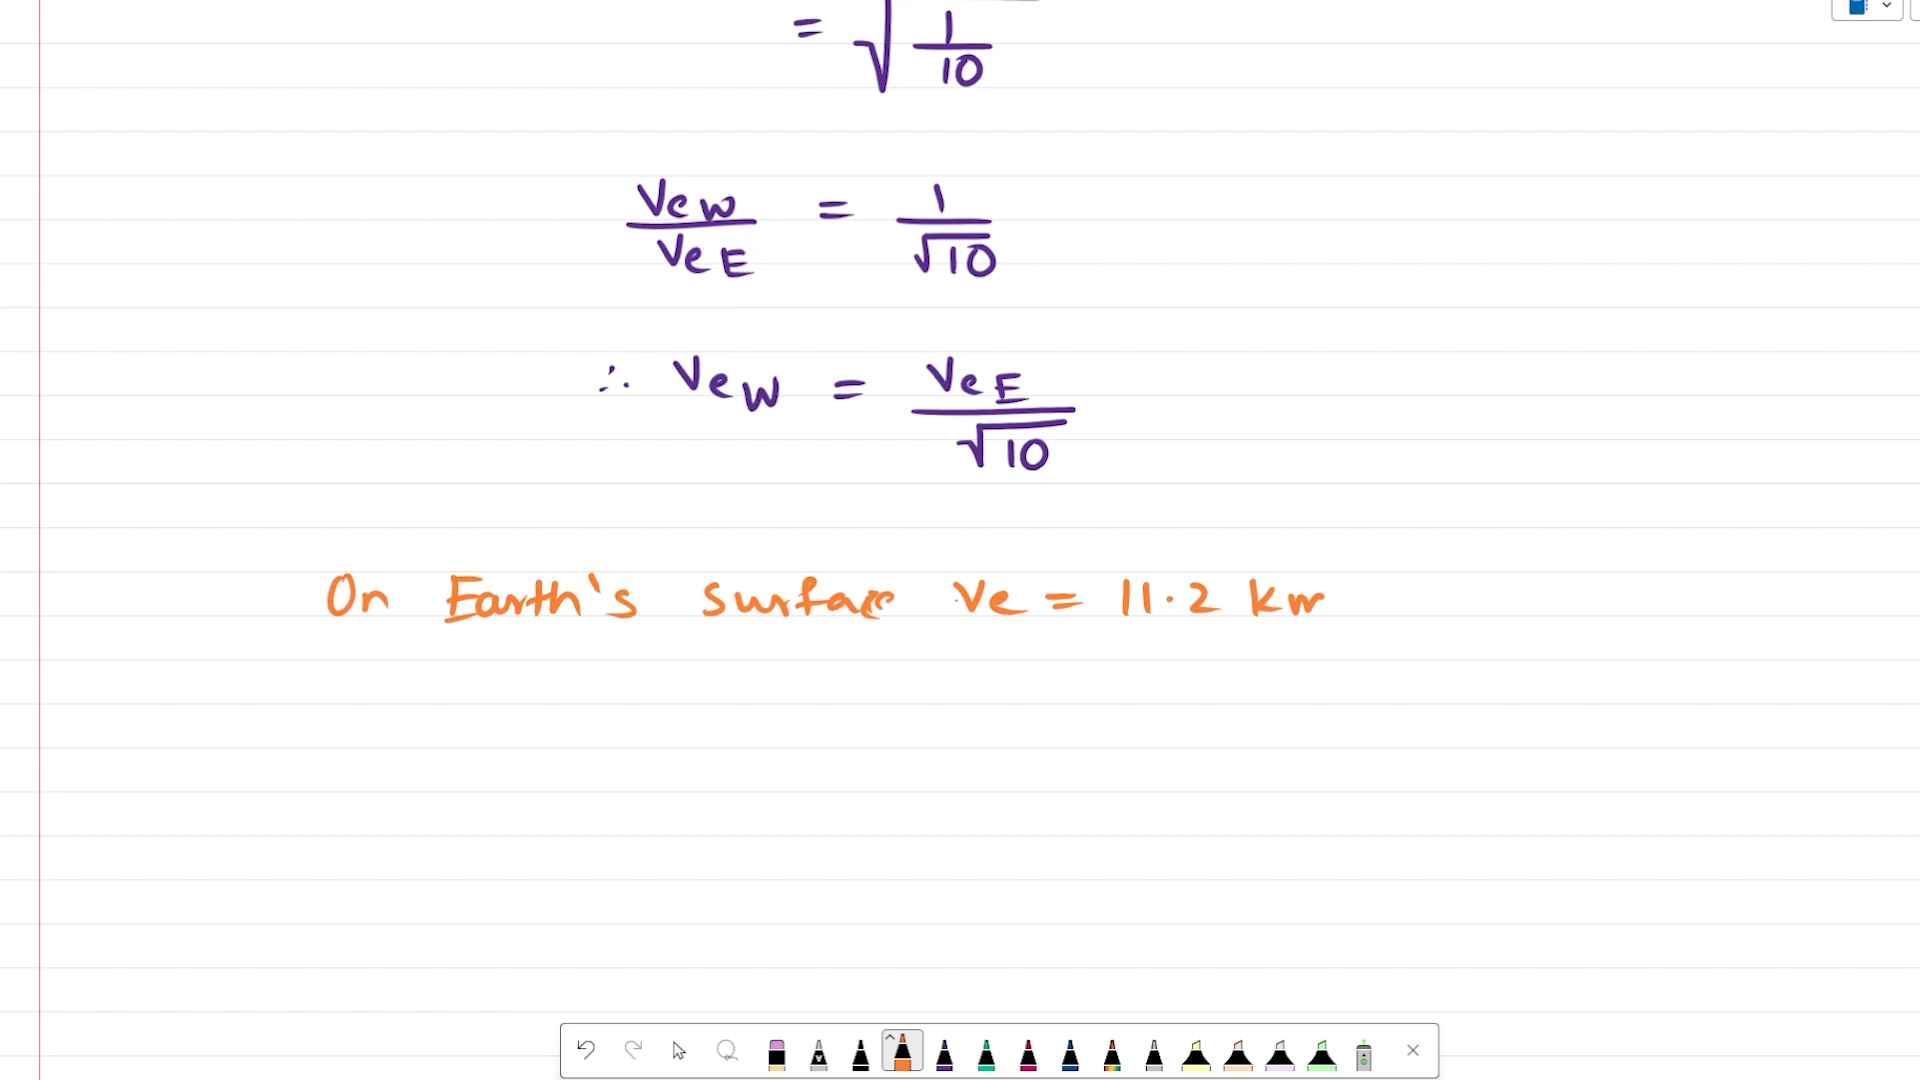 = √ 1/10
VeW/VeE = 1/√10
∴ VeW = VeE/√10
On Earth's surface Ve = 11.2 km